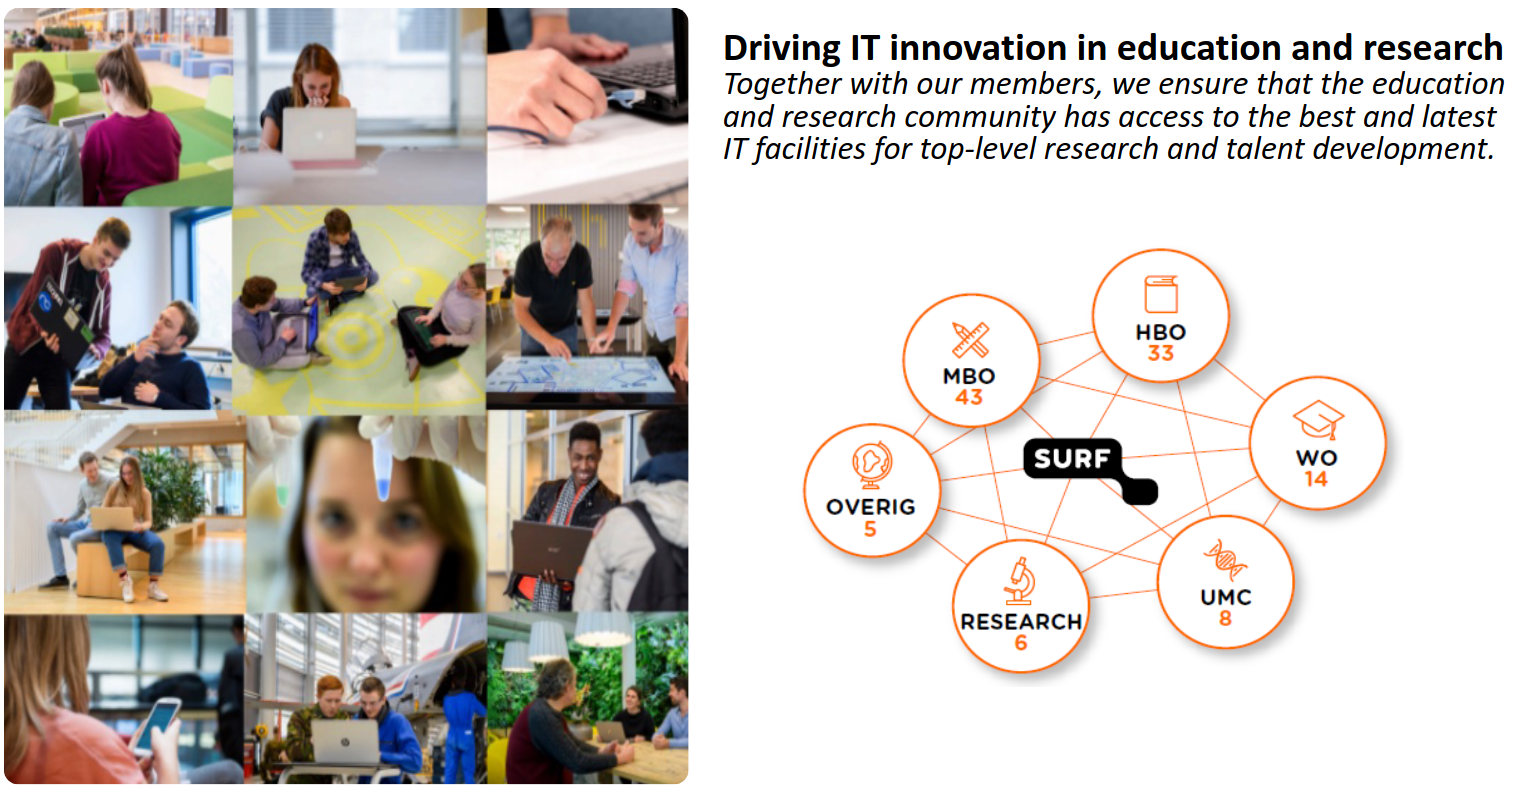 Driving IT innovation in education and research
Together with our members, we ensure that the education
and research community has access to the best and latest
IT facilities for top-level research and talent development.
HBO
33
MBO
43
SURF
WO
14
OVERIG
5
UMC
8
RESEARCH
6